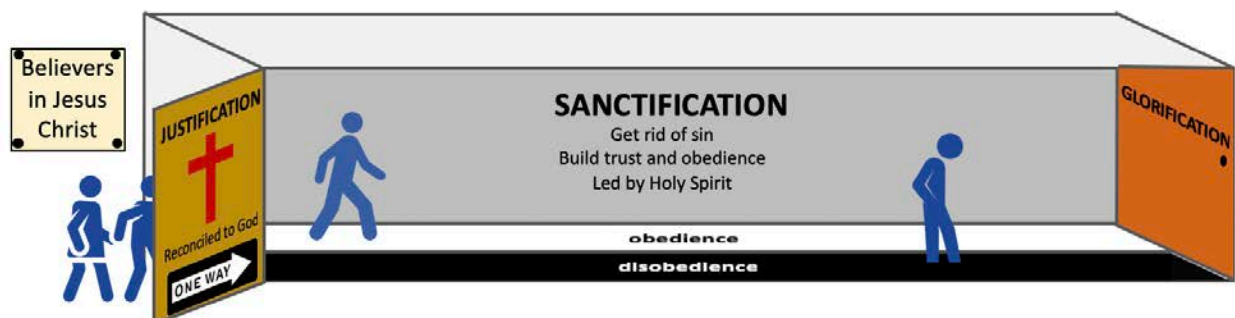 Believers
in Jesus
Christ
JUSTIFICATION
Reconciled to God
ONE WAY
SANCTIFICATION
Get rid of sin
Build trust and obedience
Led by Holy Spirit
obedience
disobedience
GLORIFICATION